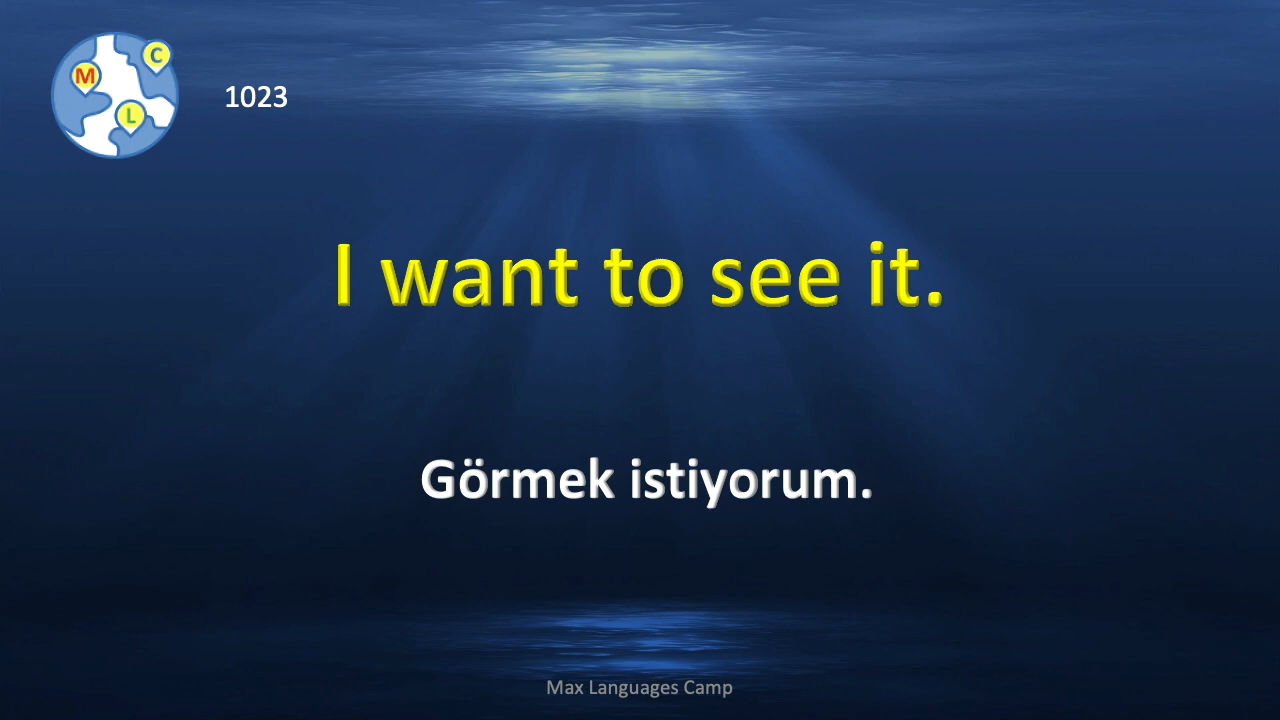 M
C
L
1023
I want to see it.
Görmek istiyorum.
Max Languages Camp